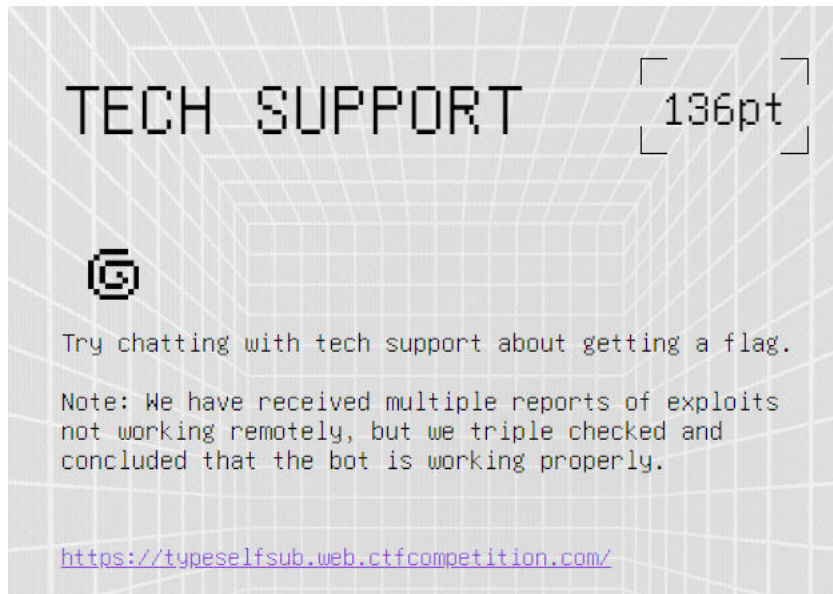 TECH SUPPORT
136pt
Try chatting with tech support about getting a flag.
Note: We have received multiple reports of exploits
not working remotely, but we triple checked and
concluded that the bot is working properly.
https://typeselfsub.web.ctfcompetition.com/